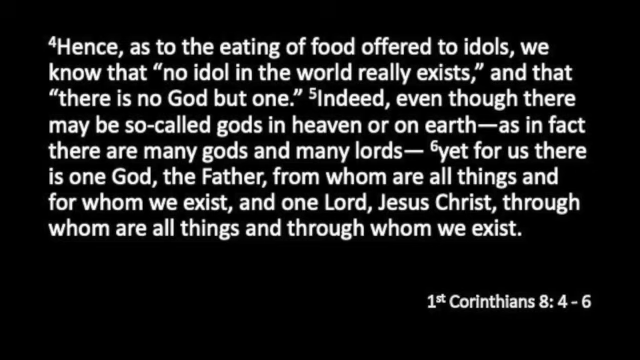 ⁴Hence, as to the eating of food offered to idols, we
know that “no idol in the world really exists,” and that
“there is no God but one.” ⁵Indeed, even though there
may be so-called gods in heaven or on earth—as in fact
there are many gods and many lords— ⁶yet for us there
is one God, the Father, from whom are all things and
for whom we exist, and one Lord, Jesus Christ, through
whom are all things and through whom we exist.
1st Corinthians 8: 4 - 6